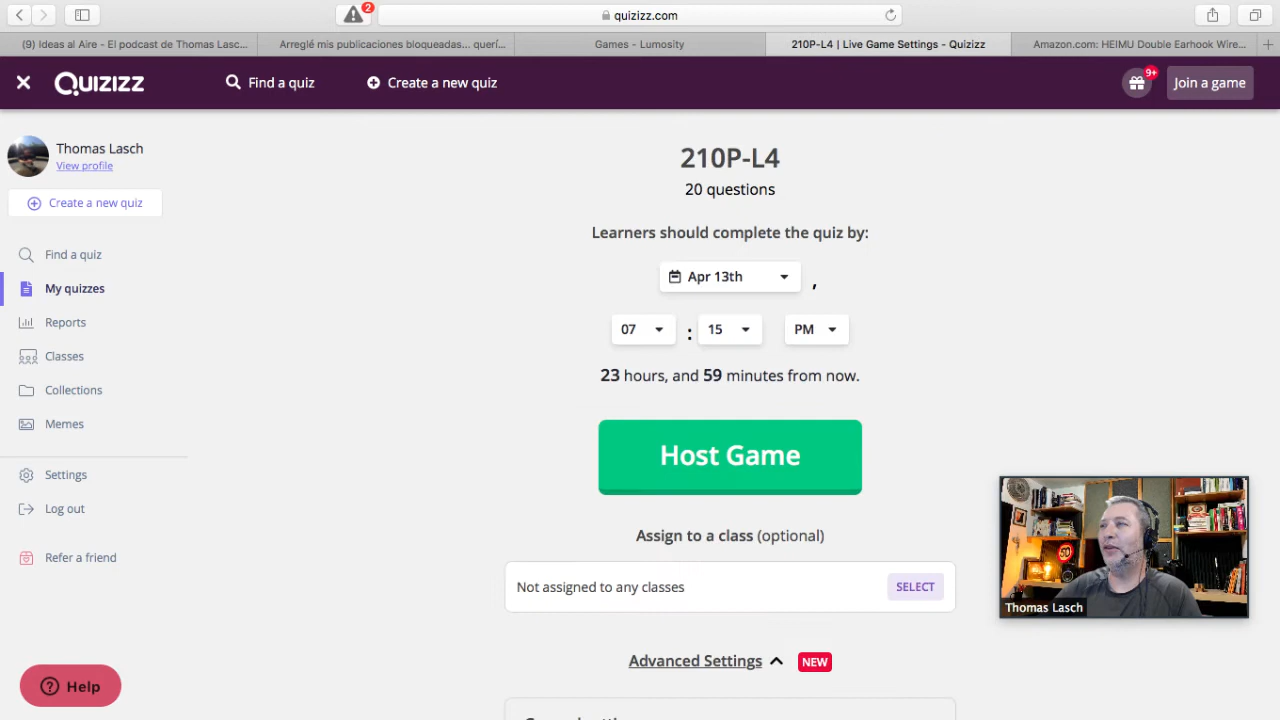 2
quizizz.com
(9) Ideas al Aire - El podcast de Thomas Lasc...
Arreglé mis publicaciones bloqueadas... querí...
Games - Lumosity
210P-L4 | Live Game Settings - Quizizz
Amazon.com: HEIMU Double Earhook Wire...
QUIZIZZ
Find a quiz
Create a new quiz
9+
Join a game
Thomas Lasch
View profile
Create a new quiz
Find a quiz
My quizzes
Reports
Classes
Collections
Memes
Settings
Log out
Refer a friend
Help
210P-L4
20 questions
Learners should complete the quiz by:
Apr 13th ,
07 : 15 PM
23 hours, and 59 minutes from now.
Host Game
Assign to a class (optional)
Not assigned to any classes SELECT
Advanced Settings NEW
Thomas Lasch